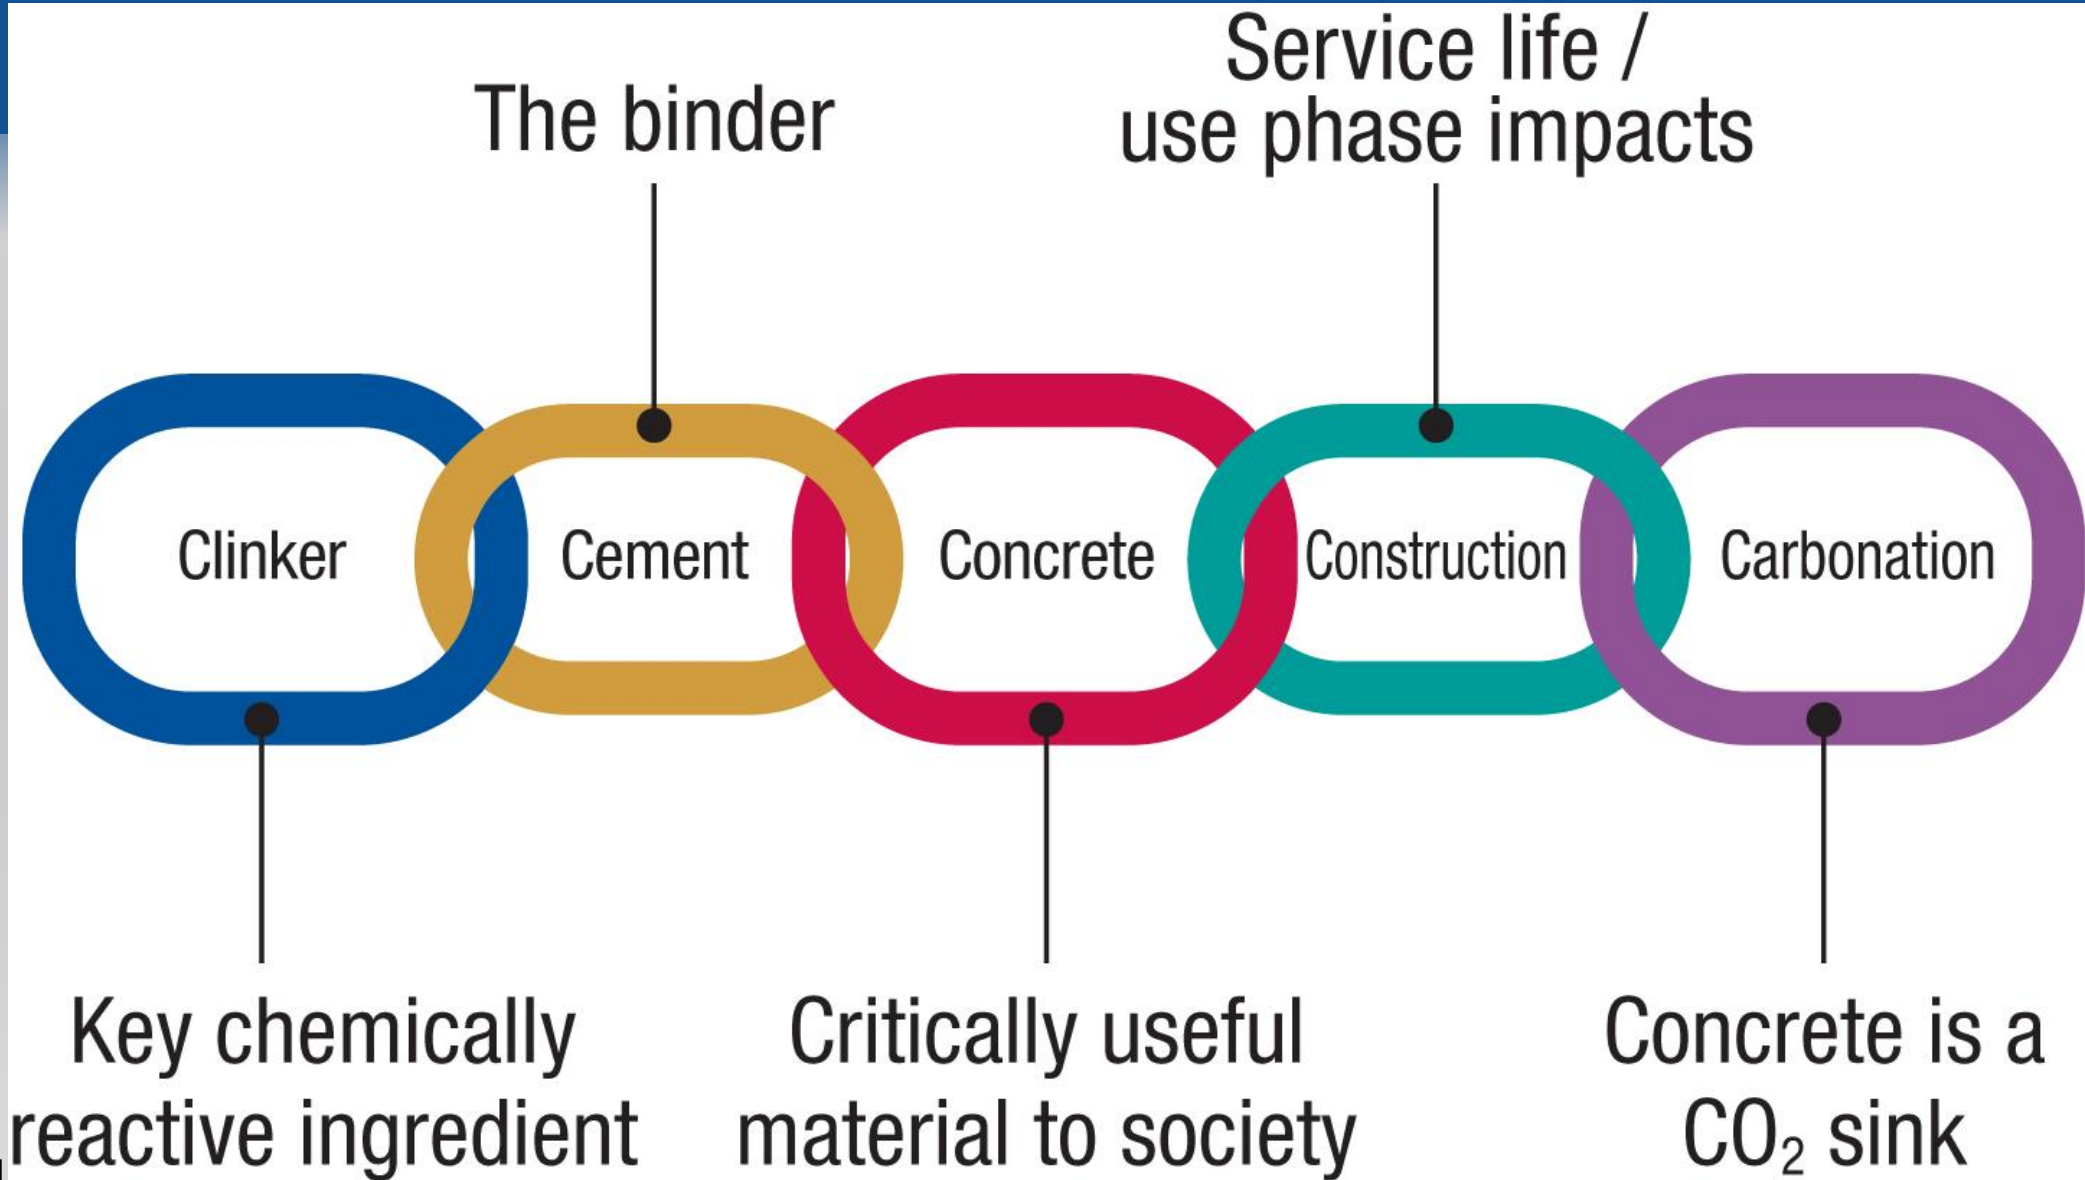 Service life /
use phase impacts
The binder
Clinker
Cement
Concrete
Construction
Carbonation
Key chemically
reactive ingredient
Critically useful
material to society
Concrete is a
CO₂ sink